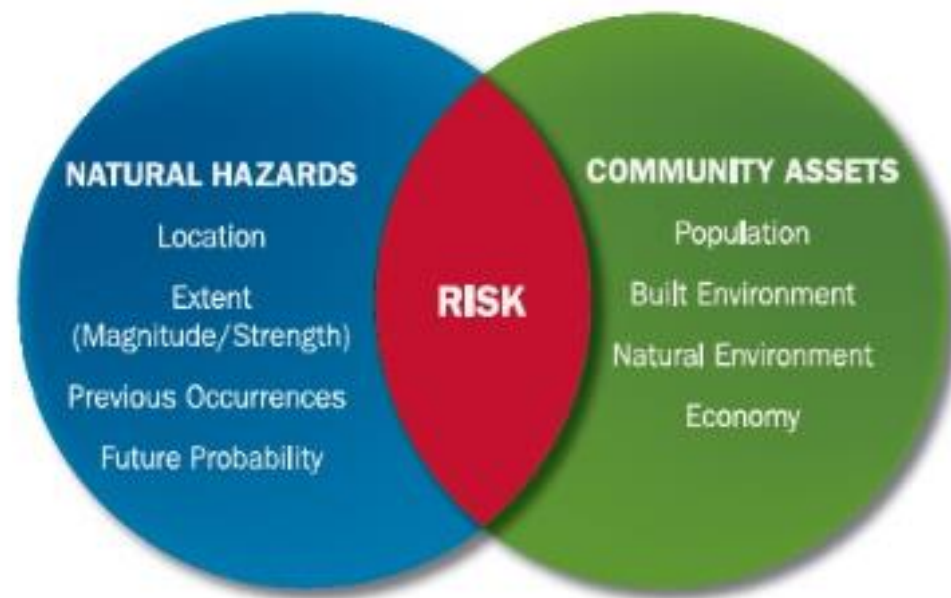 NATURAL HAZARDS
Location
Extent
(Magnitude/Strength)
Previous Occurrences
Future Probability
RISK
COMMUNITY ASSETS
Population
Built Environment
Natural Environment
Economy